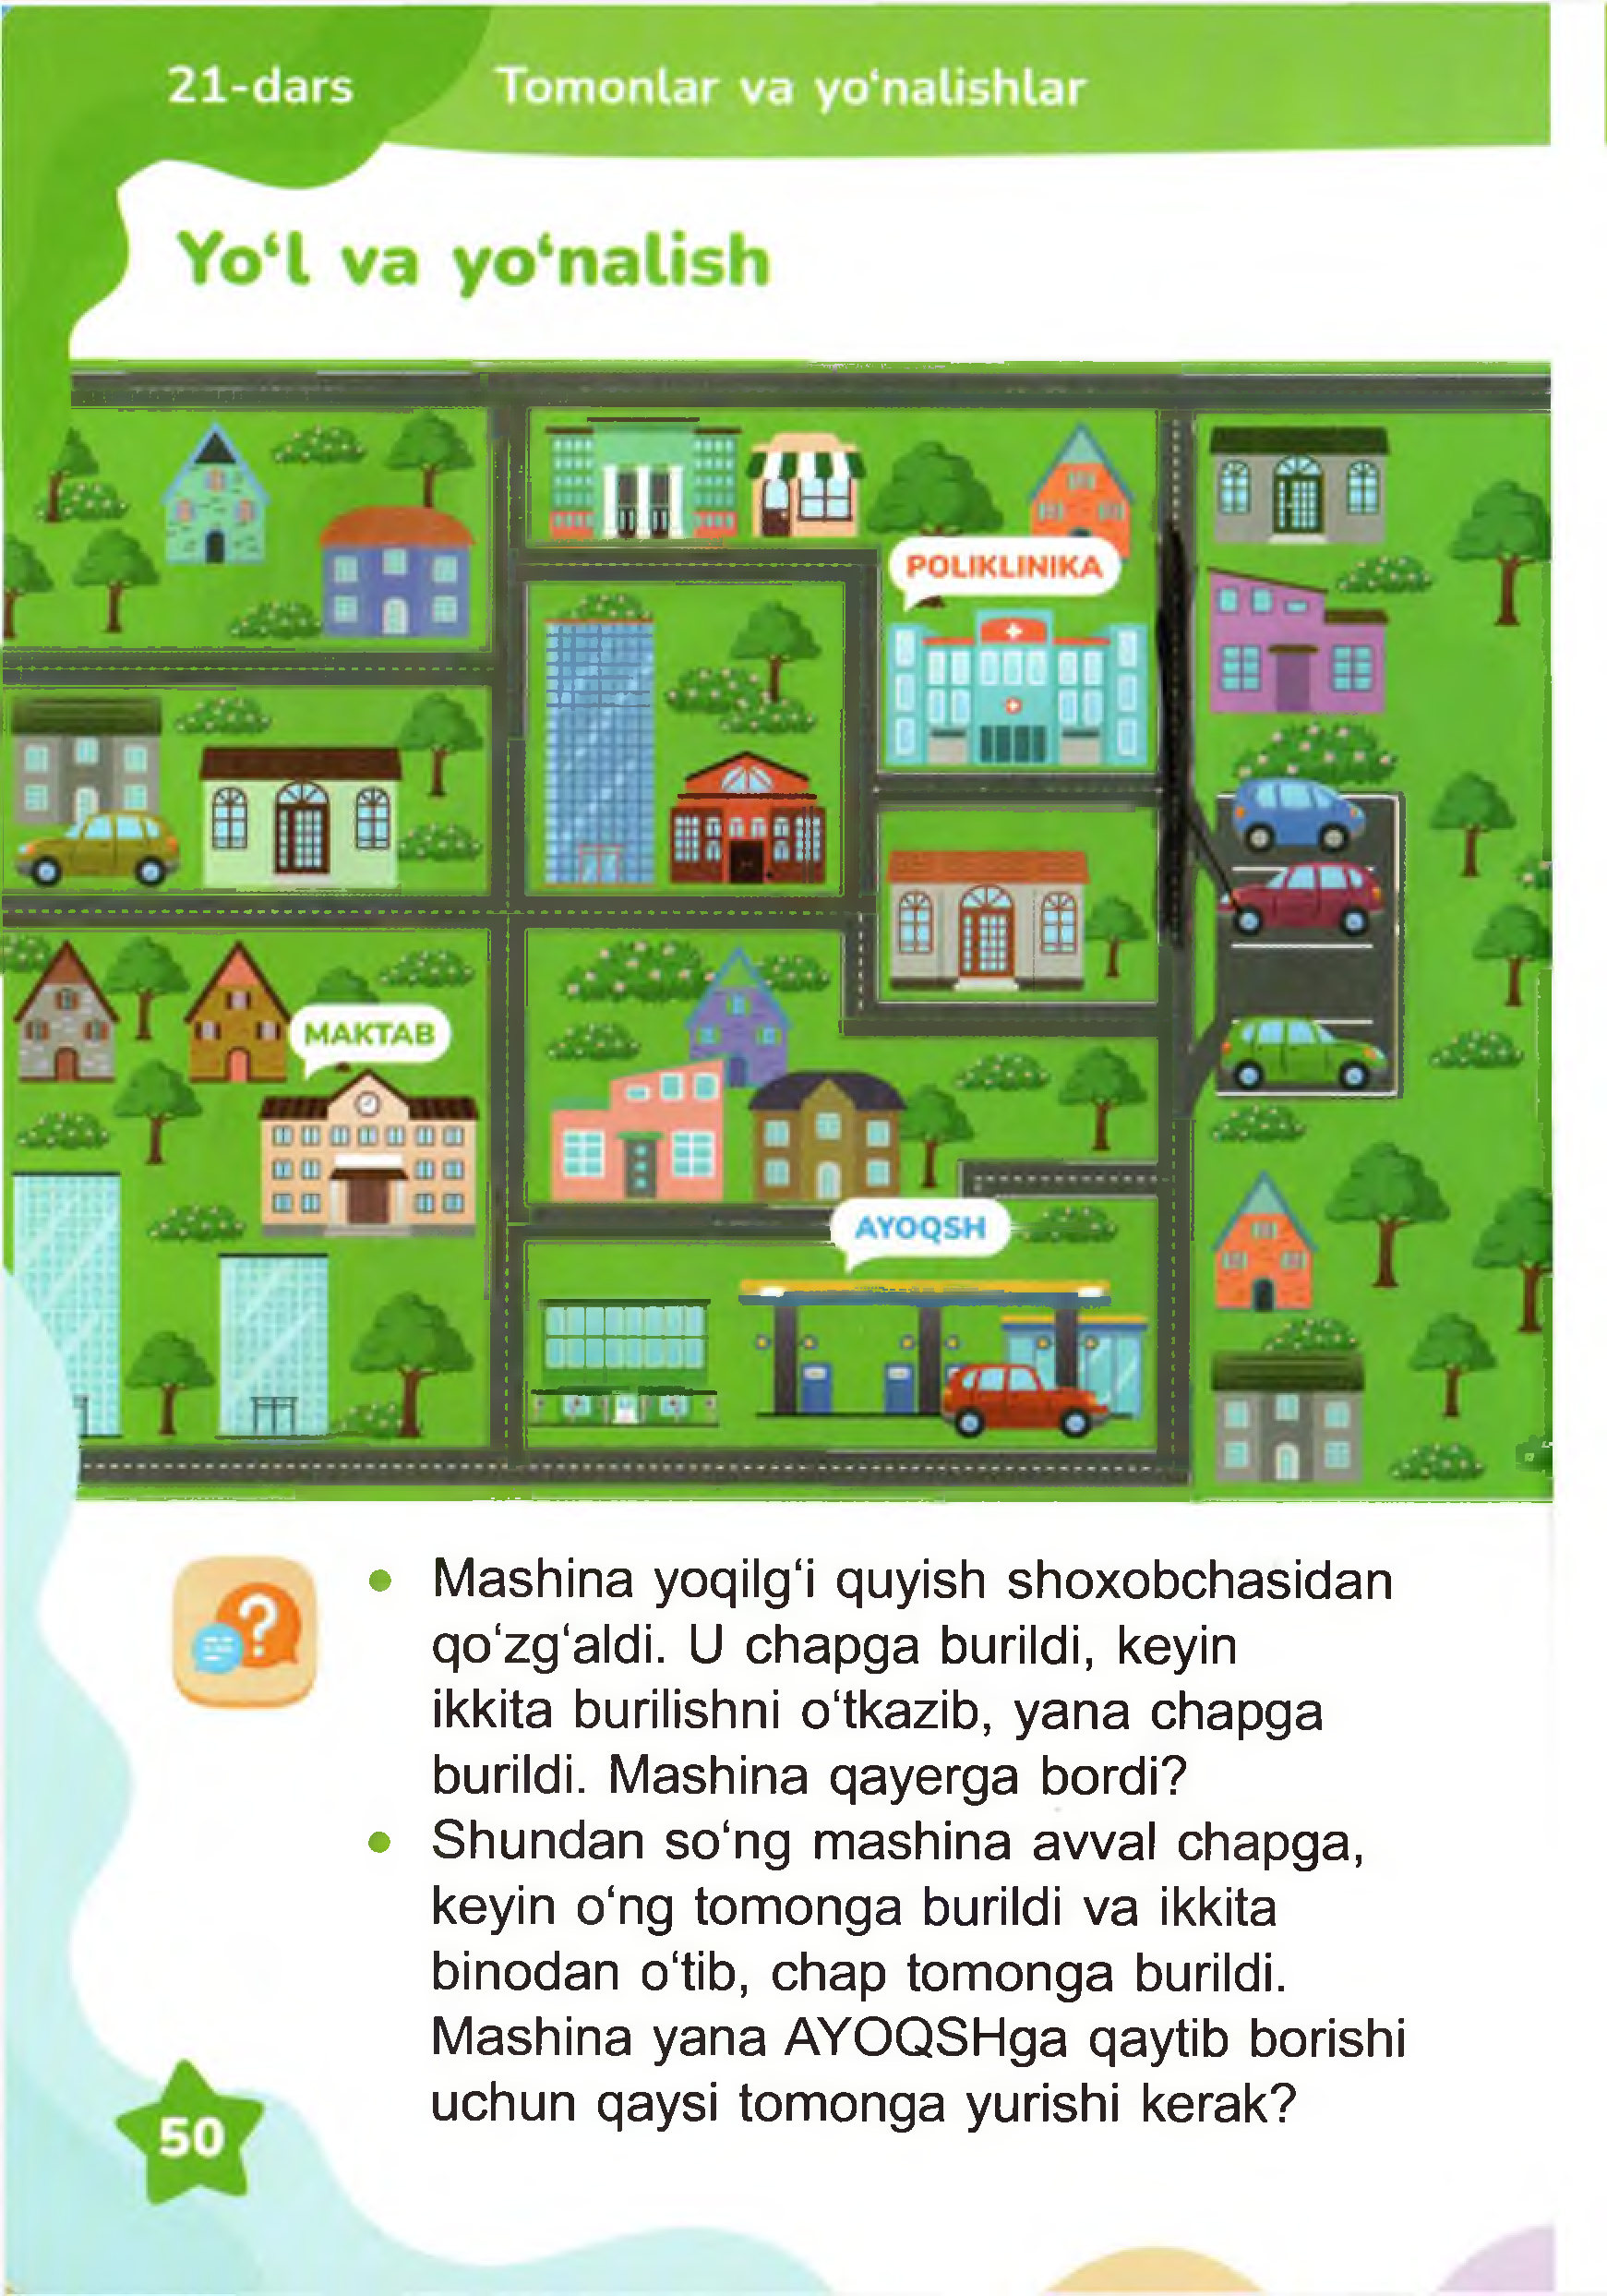 21-dars
Tomonlar va yo‘nalishlar
Yo‘l va yo‘nalish
POLIKLINIKA
MAKTAB
AYOQSH
• Mashina yoqilg‘i quyish shoxobchasidan
qo‘zg‘aldi. U chapga burildi, keyin
ikkita burilishni o‘tkazib, yana chapga
burildi. Mashina qayerga bordi?
• Shundan so‘ng mashina avval chapga,
keyin o‘ng tomonga burildi va ikkita
binodan o‘tib, chap tomonga burildi.
Mashina yana AYOQSHga qaytib borishi
uchun qaysi tomonga yurishi kerak?
50